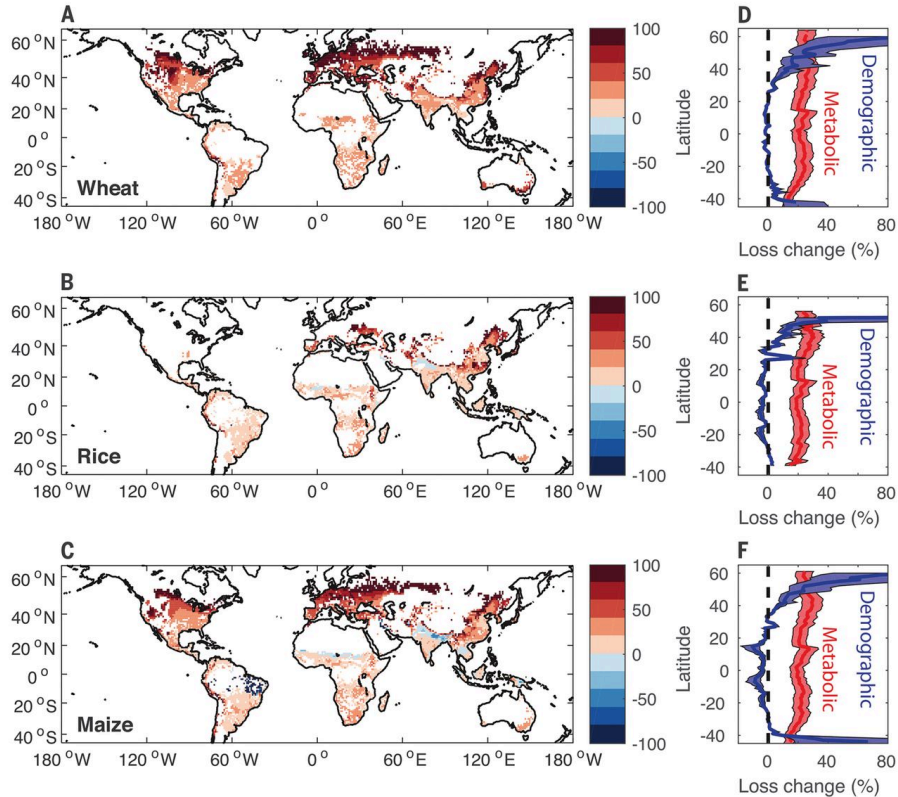 A
60 °N
40 °N
20 °N
0 °
20 °S
40 °S
Wheat
180 °W
120 °W
60 °W
0 °
60 °E
120 °E
180 °W
100
50
0
-50
-100
D
Latitude
60
40
20
0
-20
-40
Demographic
Metabolic
0
40
80
Loss change (%)
B
60 °N
40 °N
20 °N
0 °
20 °S
40 °S
Rice
180 °W
120 °W
60 °W
0 °
60 °E
120 °E
180 °W
100
50
0
-50
-100
E
Latitude
60
40
20
0
-20
-40
Demographic
Metabolic
0
40
80
Loss change (%)
C
60 °N
40 °N
20 °N
0 °
20 °S
40 °S
Maize
180 °W
120 °W
60 °W
0 °
60 °E
120 °E
180 °W
100
50
0
-50
-100
F
Latitude
60
40
20
0
-20
-40
Demographic
Metabolic
0
40
80
Loss change (%)